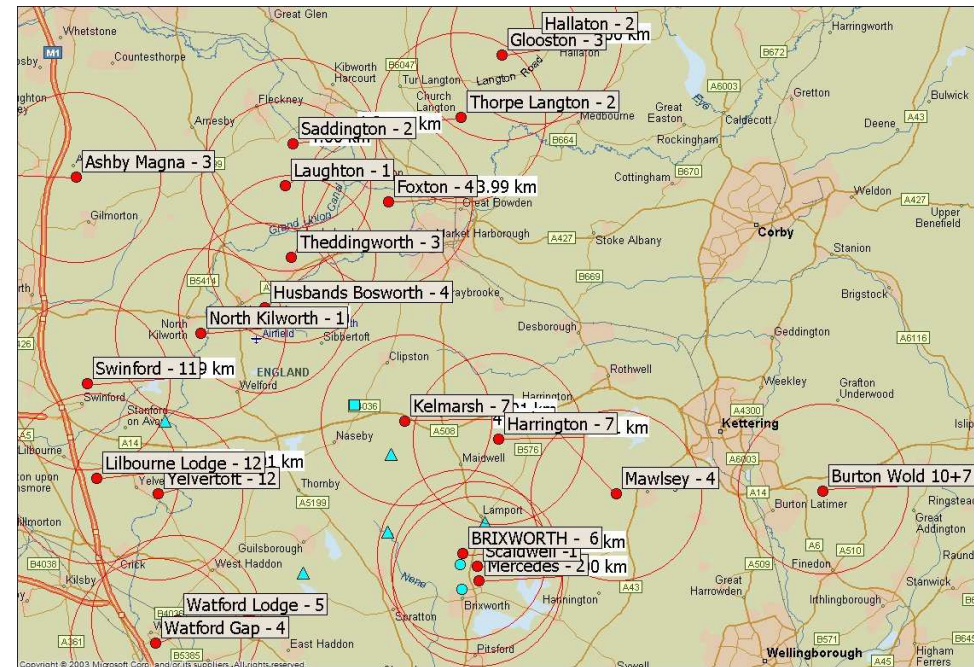 Great Glen
Hallaton - 2
Whetstone
M1
Countesthorpe
Glooston - 3
Hallaton
Harringworth
B672
B6047
Kibworth
Harcourt
Tur Langton
Langton Road
A6003
Fleckney
Church
Langton
Thorpe Langton - 2
Eye
Gretton
Bulwick
Arnesby
Medbourne
Great
Easton
Caldecott
A43
Saddington - 2
km
B664
Rockingham
Deene
Ashby Magna - 3
Laughton - 1
Foxton - 4
3.99 km
Cottingham
B670
Weldon
Canal
Great Bowden
A427
Upper
Benefield
Gilmorton
Grand Union
Market Harborough
A427
Stoke Albany
Corby
Theddingworth - 3
Stanion
B5414
B669
Husbands Bosworth - 4
Braybrooke
Brigstock
North Kilworth - 1
North
Kilworth
Airfield
Sibbertoft
Desborough
Geddington
A6116
Clipston
ENGLAND
Rothwell
Swinford - 11
9 km
Welford
Weekley
Grafton
Underwood
Swinford
Stanford
on Avon
A4036
Kelmarsh - 7
Harrington
A4300
A5
A14
Naseby
A508
Harrington - 7
km
Kettering
Islip
Lilbourne
B576
Lilbourne Lodge - 12
1 km
Maidwell
A6003
Yelvertoft - 12
Thornby
Mawlsey - 4
Burton Wold 10+7
A14
Burton Latimer
Ringstead
A5199
Lamport
Great
Addington
BRIXWORTH - 6
km
Guilsborough
Scaldwell -1
A6
A510
B4038
Crick
West Haddon
Mercedes - 2
0 km
A509
Finedon
Kilsby
Nene
A43
Great
Harrowden
Stanwick
Watford Lodge - 5
Brixworth
Hannington
Irthlingborough
Spratton
Watford Gap - 4
A361
East Haddon
B571
B645
Higham
Ferrers
B5385
Pitsford
Sywell
Wellingborough
A45
Copyright © 2003 Microsoft Corp. and/or its suppliers. All rights reserved.